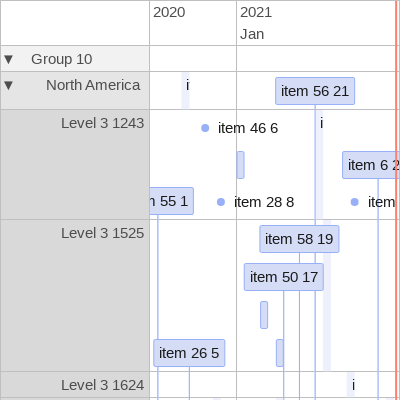 2020
2021
Jan
▼ Group 10
▼ North America
i
item 56 21
Level 3 1243
item 46 6
i
item 6 2
m 55 1
item 28 8
item
Level 3 1525
item 58 19
item 50 17
item 26 5
Level 3 1624
i